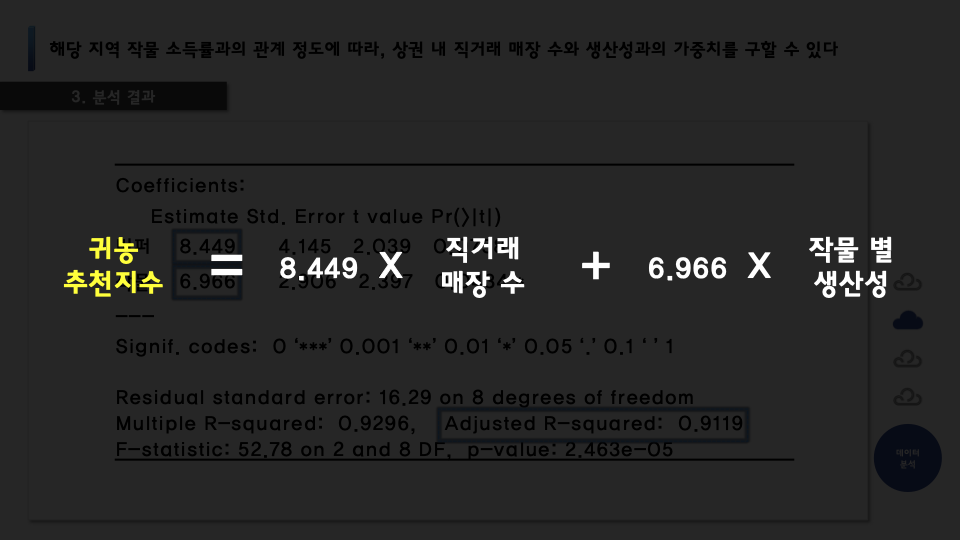 해당 지역 작물 소득률과의 관계 정도에 따라, 상권 내 직거래 매장 수와 생산성과의 가중치를 구할 수 있다
3. 분석 결과
Coefficients:
Estimate Std. Error t value Pr(>|t|)
8.449 4.145 2.039
6.966 2.906 2.397
귀농
추천지수
= 8.449 X 직거래
매장 수
+ 6.966 X 작물 별
생산성
---
Signif. codes: 0 ‘***’ 0.001 ‘**’ 0.01 ‘*’ 0.05 ‘.’ 0.1 ‘ ’ 1
Residual standard error: 16.29 on 8 degrees of freedom
Multiple R-squared: 0.9296, Adjusted R-squared: 0.9119
F-statistic: 52.78 on 2 and 8 DF, p-value: 2.463e-05
데이터
분석